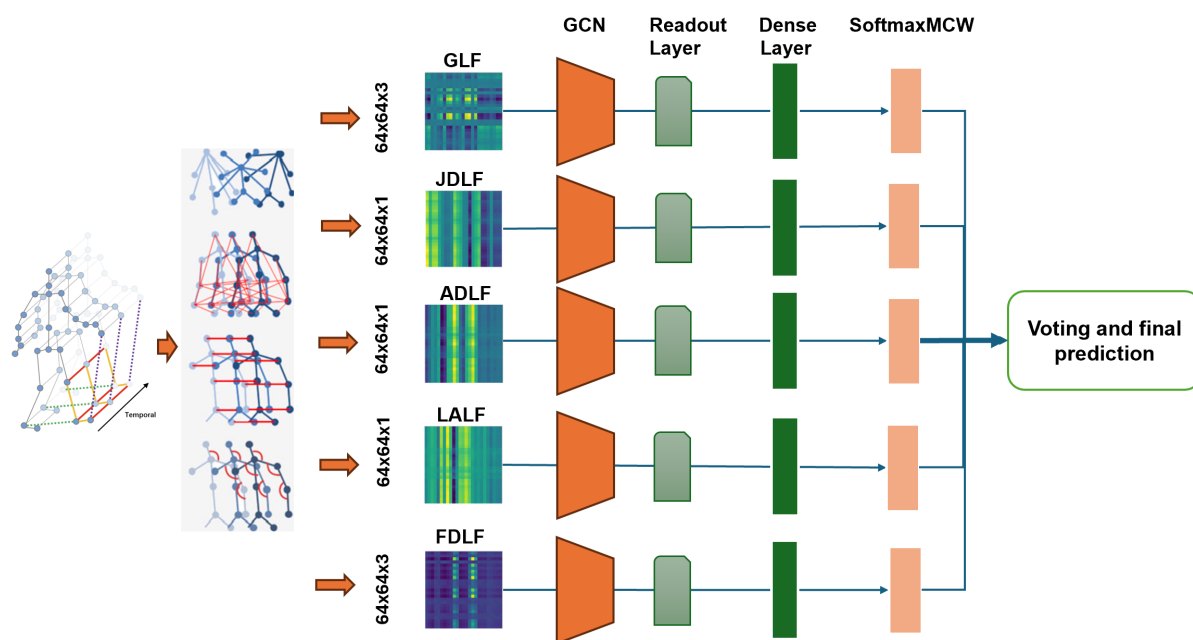 GCN
Readout
Layer
Dense
Layer
SoftmaxMCW
GLF
64x64x3
JDLF
64x64x1
ADLF
64x64x1
LALF
64x64x1
FDLF
64x64x3
Temporal
Voting and final
prediction